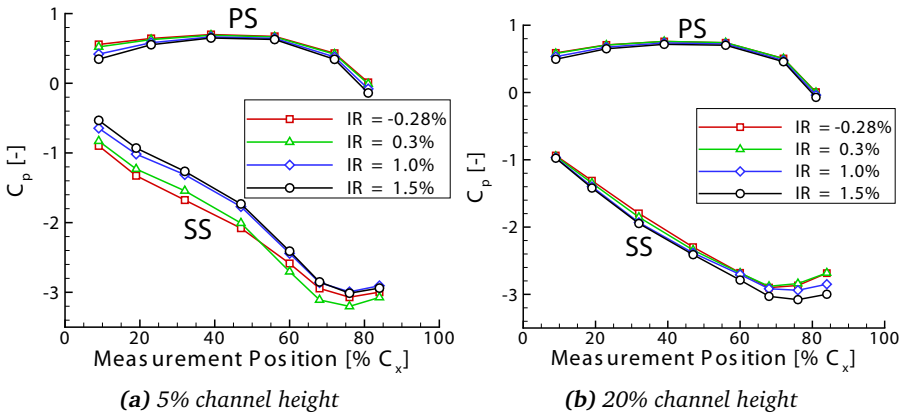 1
0
-1
-2
-3
C_p [-]
PS
SS
IR = -0.28%
IR = 0.3%
IR = 1.0%
IR = 1.5%
0 20 40 60 80 100
Measurement Position [% C_x]
(a) 5% channel height
1
0
-1
-2
-3
C_p [-]
PS
SS
IR = -0.28%
IR = 0.3%
IR = 1.0%
IR = 1.5%
0 20 40 60 80 100
Measurement Position [% C_x]
(b) 20% channel height